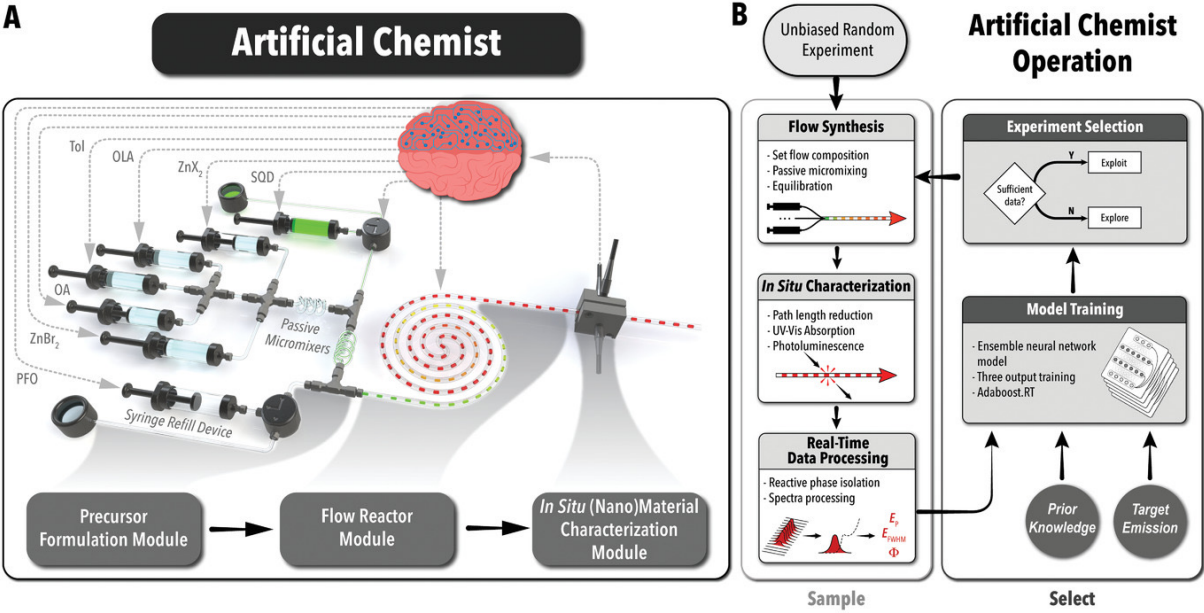 A
Artificial Chemist
Tol
OLA
ZnX2
SQD
OA
ZnBr2
PFO
Passive
Micromixers
Syringe Refill Device
Precursor
Formulation Module
Flow Reactor
Module
In Situ (Nano)Material
Characterization
Module
B
Unbiased Random
Experiment
Artificial Chemist
Operation
Flow Synthesis
- Set flow composition
- Passive micromixing
- Equilibration
...
In Situ Characterization
- Path length reduction
- UV-Vis Absorption
- Photoluminescence
Real-Time
Data Processing
- Reactive phase isolation
- Spectra processing
EP
EFWHM
Φ
Sample
Experiment Selection
Sufficient
data?
Y
Exploit
N
Explore
Model Training
- Ensemble neural network
model
- Three output training
- Adaboost.RT
Prior
Knowledge
Target
Emission
Select